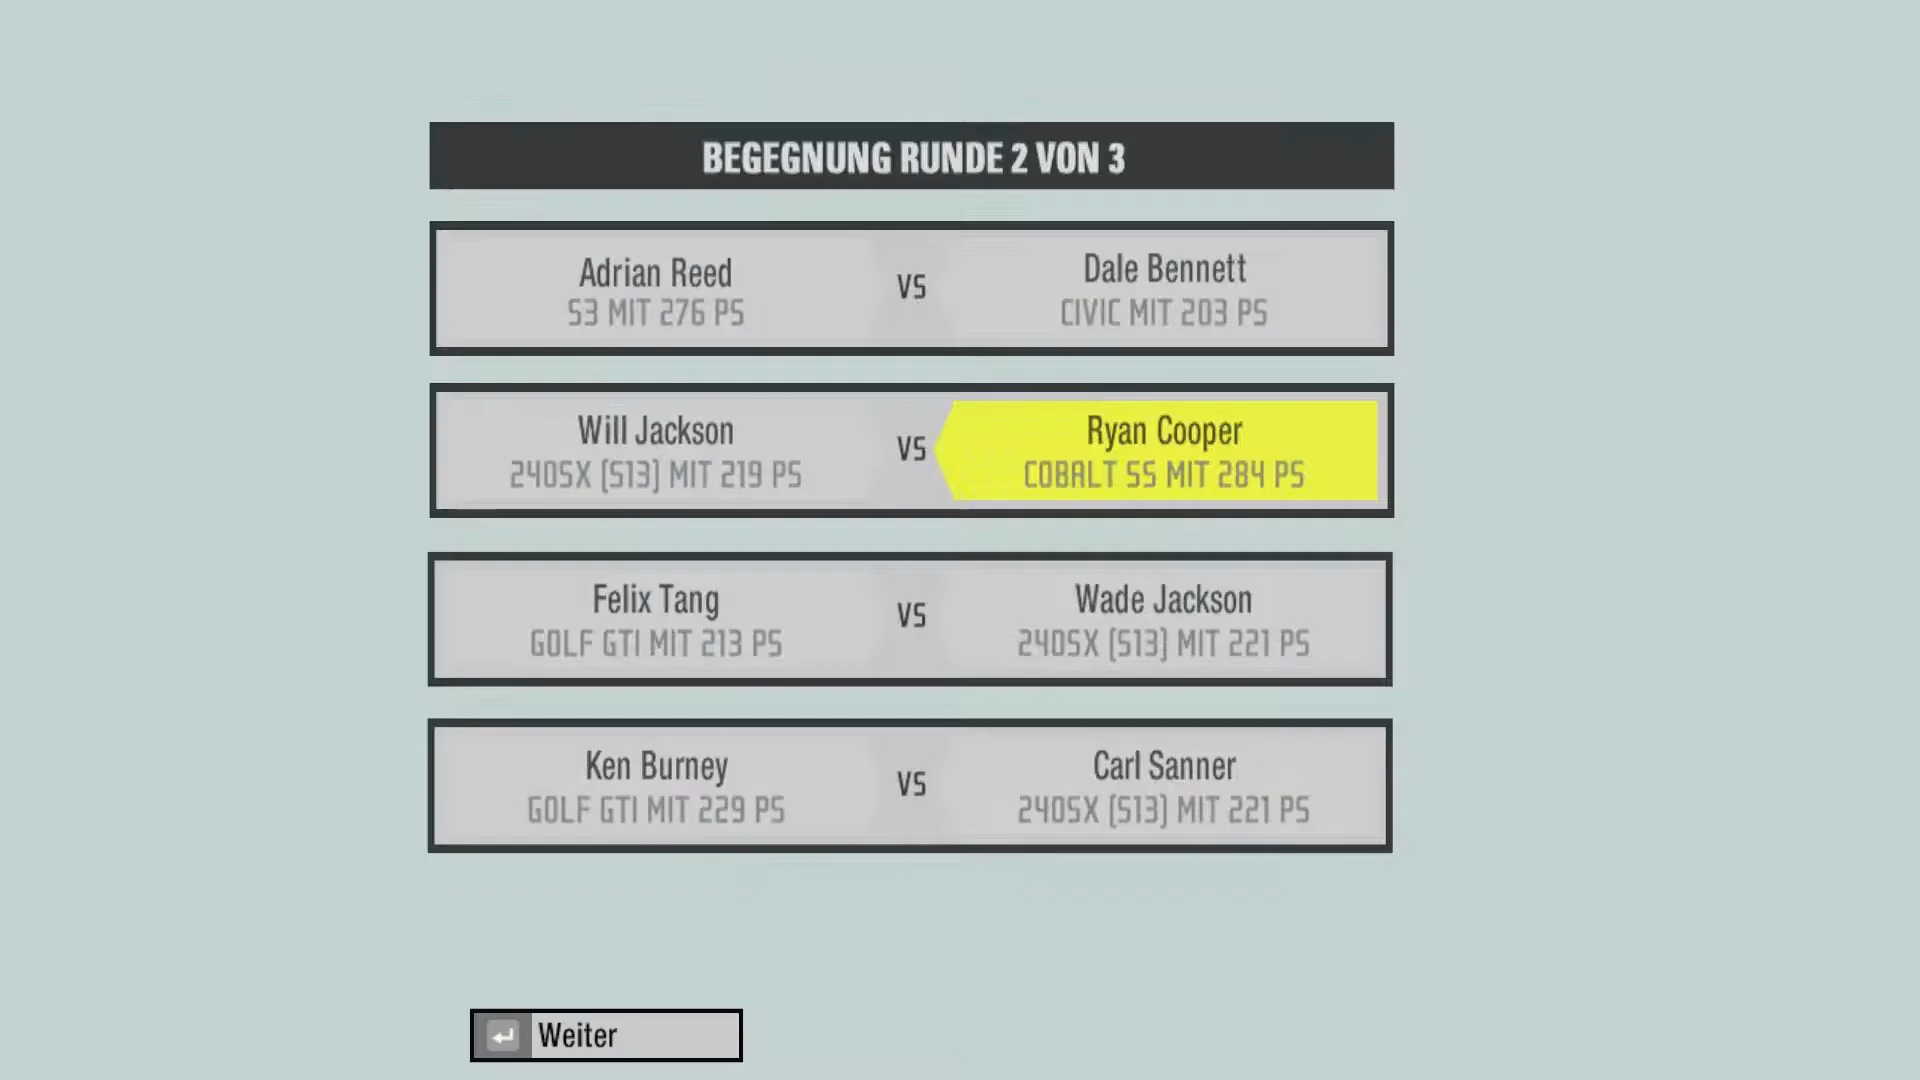 BEGEGNUNG RUNDE 2 VON 3
Adrian Reed
S3 MIT 276 PS
VS
Dale Bennett
CIVIC MIT 203 PS
Will Jackson
240SX (S13) MIT 219 PS
VS
Ryan Cooper
COBALT SS MIT 284 PS
Felix Tang
GOLF GTI MIT 213 PS
VS
Wade Jackson
240SX (S13) MIT 221 PS
Ken Burney
GOLF GTI MIT 229 PS
VS
Carl Sanner
240SX (S13) MIT 221 PS
Weiter